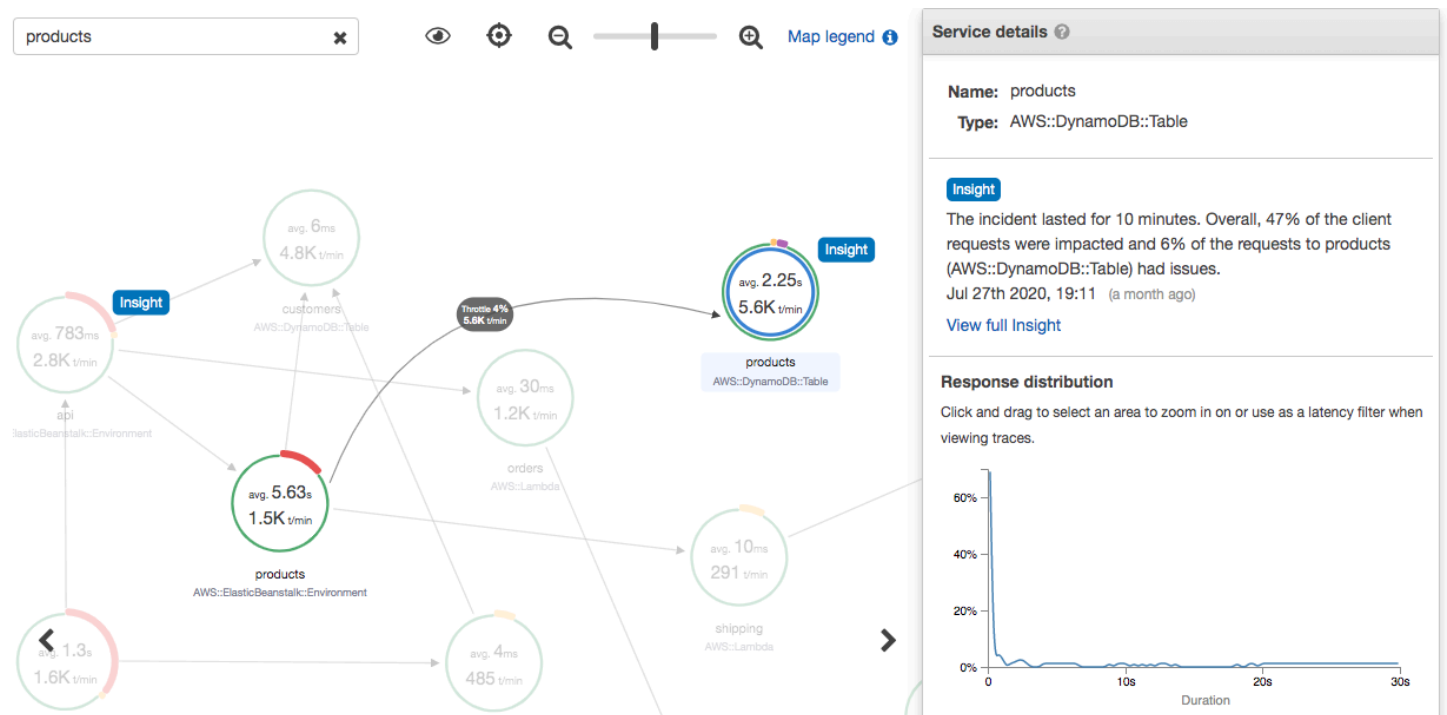 products
Map legend
Service details
Name: products
Type: AWS::DynamoDB::Table
Insight
The incident lasted for 10 minutes. Overall, 47% of the client
requests were impacted and 6% of the requests to products
(AWS::DynamoDB::Table) had issues.
Jul 27th 2020, 19:11 (a month ago)
View full Insight
Response distribution
Click and drag to select an area to zoom in on or use as a latency filter when
viewing traces.
60%
40%
20%
0%
0
10s
20s
30s
Duration
avg. 6ms
4.8K t/min
customers
AWS::DynamoDB::Table
Insight
avg. 2.25s
5.6K t/min
products
AWS::DynamoDB::Table
Insight
avg. 783ms
2.8K t/min
api
ElasticBeanstalk::Environment
Throttle 4%
5.6K t/min
avg. 30ms
1.2K t/min
orders
AWS::Lambda
avg. 5.63s
1.5K t/min
products
AWS::ElasticBeanstalk::Environment
avg. 10ms
291 t/min
shipping
AWS::Lambda
avg. 1.3s
1.6K t/min
avg. 4ms
485 t/min